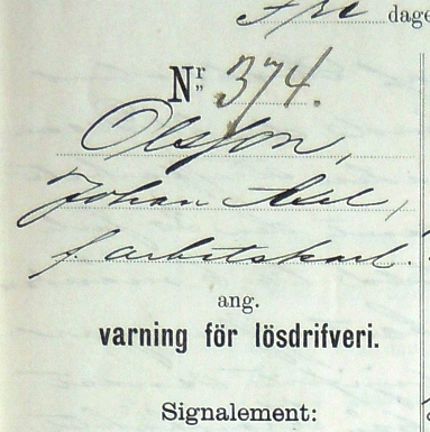 dage
Nr 374.
Olsson,
Johan Axel,
f. arbetskarl.
ang.
varning för lösdrifveri.
Signalement: